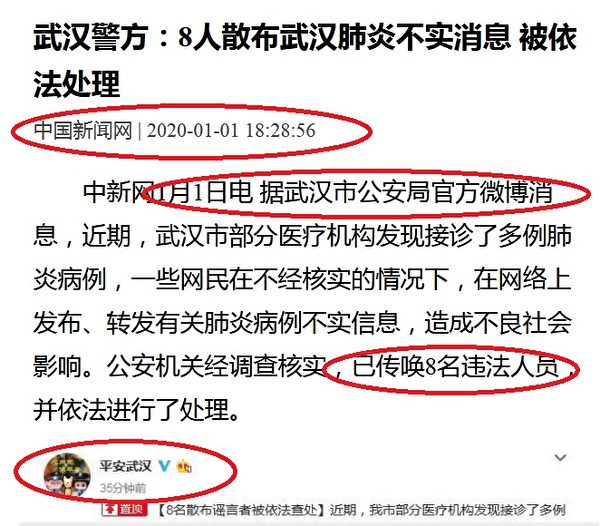 武汉警方：8人散布武汉肺炎不实消息 被依
法处理
中国新闻网 | 2020-01-01 18:28:56
中新网1月1日电 据武汉市公安局官方微博消
息，近期，武汉市部分医疗机构发现接诊了多例肺
炎病例，一些网民在不经核实的情况下，在网络上
发布、转发有关肺炎病例不实信息，造成不良社会
影响。公安机关经调查核实，已传唤8名违法人员，
并依法进行了处理。
平安武汉
35分钟前
置顶 【8名散布谣言者被依法查处】近期，我市部分医疗机构发现接诊了多例